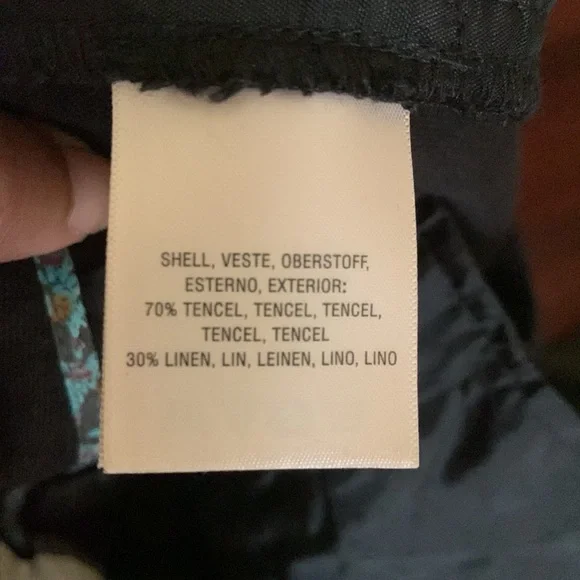 SHELL, VESTE, OBERSTOFF,
ESTERNO, EXTERIOR:
70% TENCEL, TENCEL, TENCEL,
TENCEL, TENCEL
30% LINEN, LIN, LEINEN, LINO, LINO